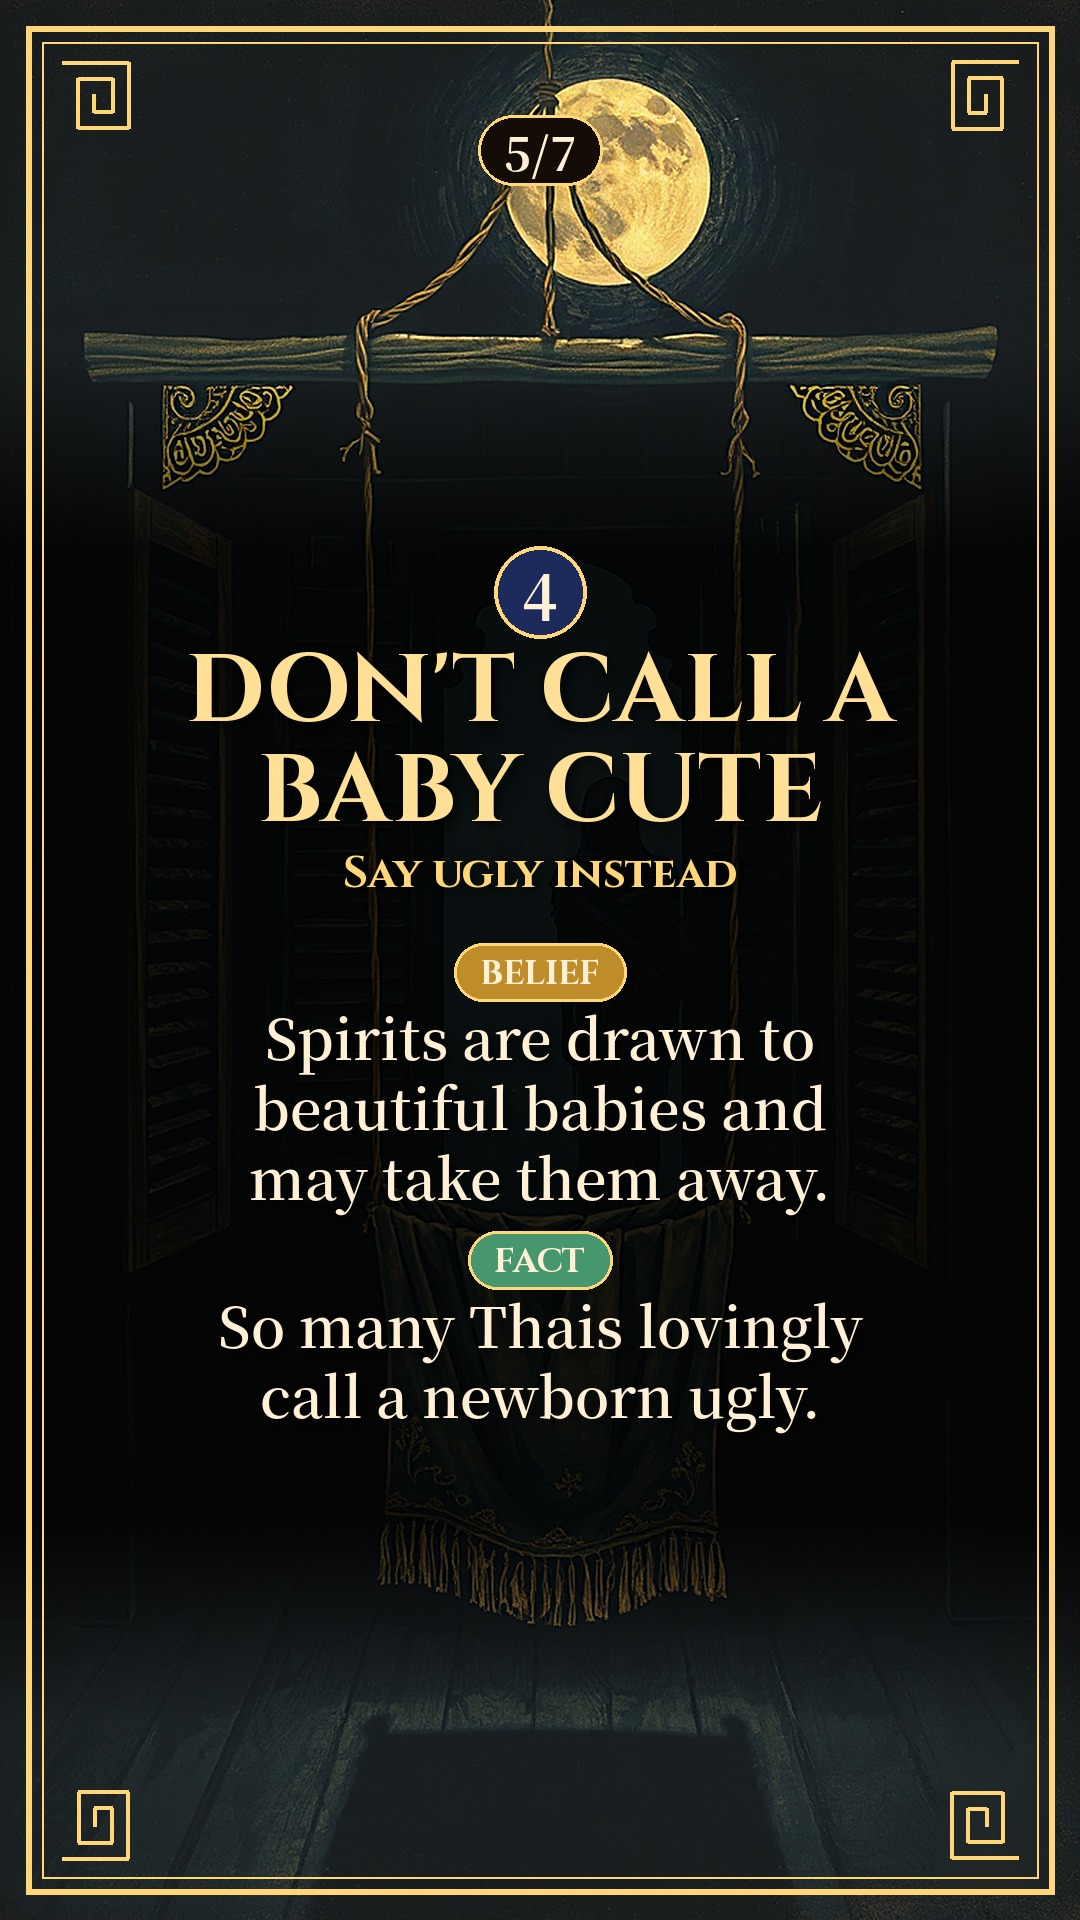 5/7
4
DON'T CALL A
BABY CUTE
SAY UGLY INSTEAD
BELIEF
Spirits are drawn to
beautiful babies and
may take them away.
FACT
So many Thais lovingly
call a newborn ugly.